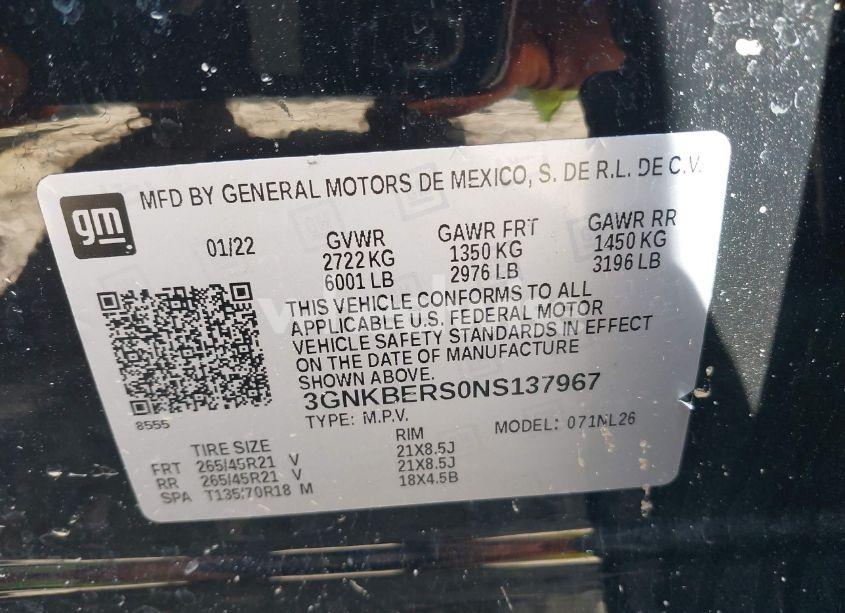 MFD BY GENERAL MOTORS DE MEXICO, S. DE R.L. DE C.V.
gm
01/22
GVWR
2722 KG
6001 LB
GAWR FRT
1350 KG
2976 LB
GAWR RR
1450 KG
3196 LB
THIS VEHICLE CONFORMS TO ALL
APPLICABLE U.S. FEDERAL MOTOR
VEHICLE SAFETY STANDARDS IN EFFECT
ON THE DATE OF MANUFACTURE
SHOWN ABOVE.
3GNKBERS0NS137967
TYPE: M.P.V.
MODEL: 071NL26
8555
TIRE SIZE
RIM
FRT 265/45R21 V 21X8.5J
RR 265/45R21 V 21X8.5J
SPA T135/70R18 M 18X4.5B